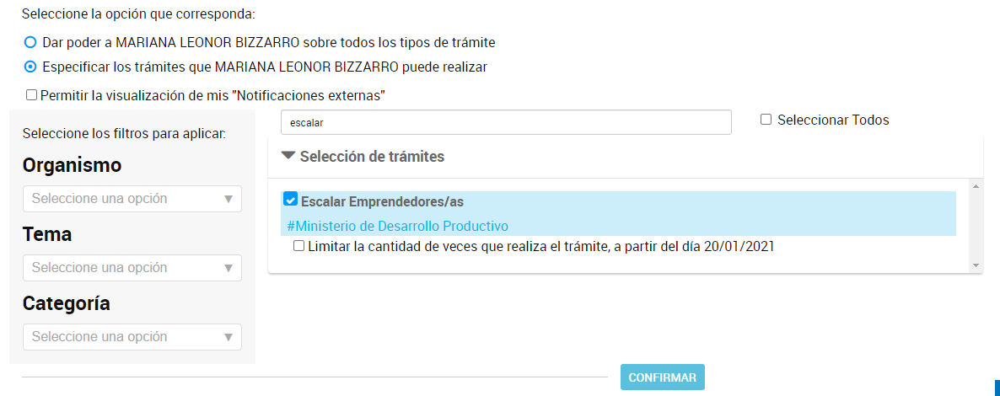 Seleccione la opción que corresponda:
Dar poder a MARIANA LEONOR BIZZARRO sobre todos los tipos de trámite
Especificar los trámites que MARIANA LEONOR BIZZARRO puede realizar
Permitir la visualización de mis "Notificaciones externas"
Seleccione los filtros para aplicar:
Organismo
Seleccione una opción
Tema
Seleccione una opción
Categoría
Seleccione una opción
escalar
Seleccionar Todos
Selección de trámites
Escalar Emprendedores/as
#Ministerio de Desarrollo Productivo
Limitar la cantidad de veces que realiza el trámite, a partir del día 20/01/2021
CONFIRMAR